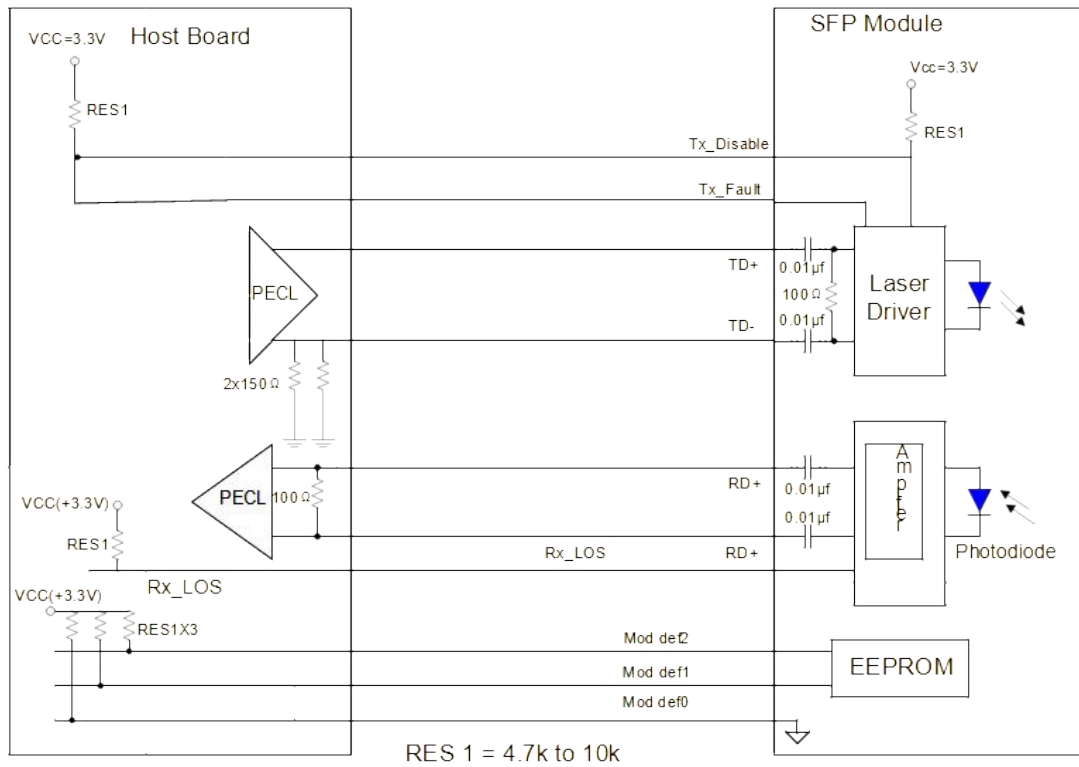 Host Board
VCC=3.3V
RES1
SFP Module
Vcc=3.3V
RES1
Tx_Disable
Tx_Fault
PECL
2x150Ω
TD+
0.01µf
100Ω
0.01µf
TD-
Laser
Driver
PECL
100Ω
VCC(+3.3V)
RES1
Rx_LOS
Rx_LOS
RD+
0.01µf
0.01µf
RD+
Ampfer
Photodiode
VCC(+3.3V)
RES1X3
Mod def2
Mod def1
Mod def0
EEPROM
RES 1 = 4.7k to 10k